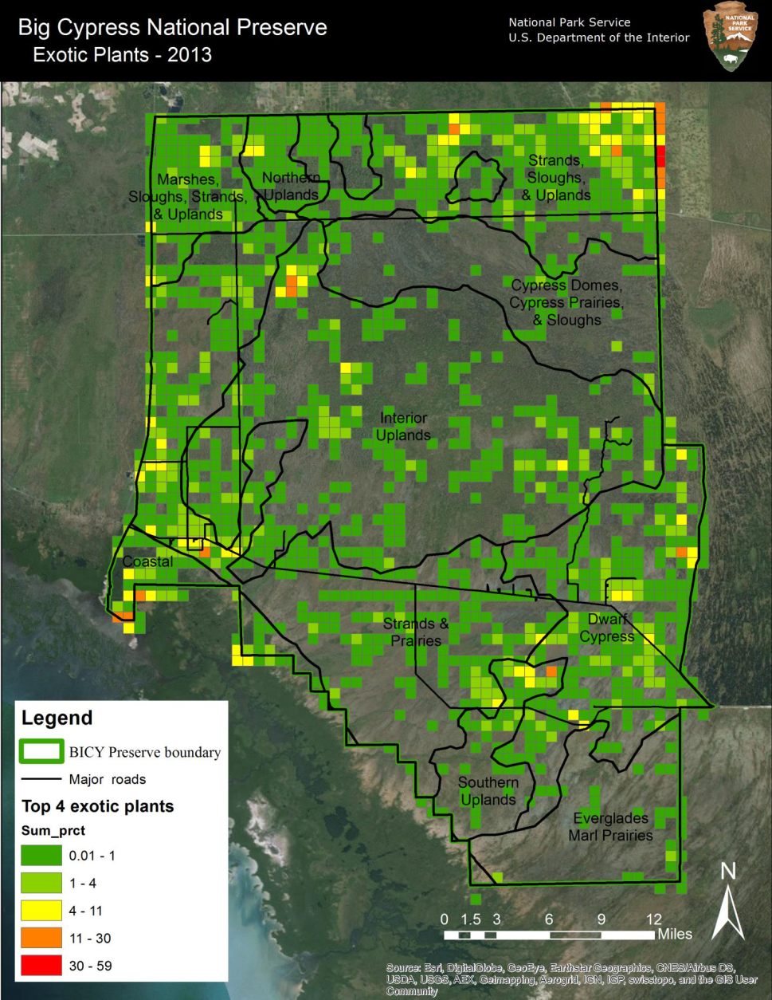 Big Cypress National Preserve
Exotic Plants - 2013
National Park Service
U.S. Department of the Interior
NATIONAL
PARK
SERVICE
Marshes,
Sloughs, Strands,
& Uplands
Northern
Uplands
Strands,
Sloughs,
& Uplands
Cypress Domes,
Cypress Prairies,
& Sloughs
Interior
Uplands
Coastal
Strands &
Prairies
Dwarf
Cypress
Southern
Uplands
Everglades
Marl Prairies
Legend
BICY Preserve boundary
Major roads
Top 4 exotic plants
Sum_prct
0.01 - 1
1 - 4
4 - 11
11 - 30
30 - 59
N
0 1.5 3 6 9 12
Miles
Source: Esri, DigitalGlobe, GeoEye, Earthstar Geographics, CNES/Airbus DS,
USDA, USGS, AEX, Getmapping, Aerogrid, IGN, IGP, swisstopo, and the GIS User
Community